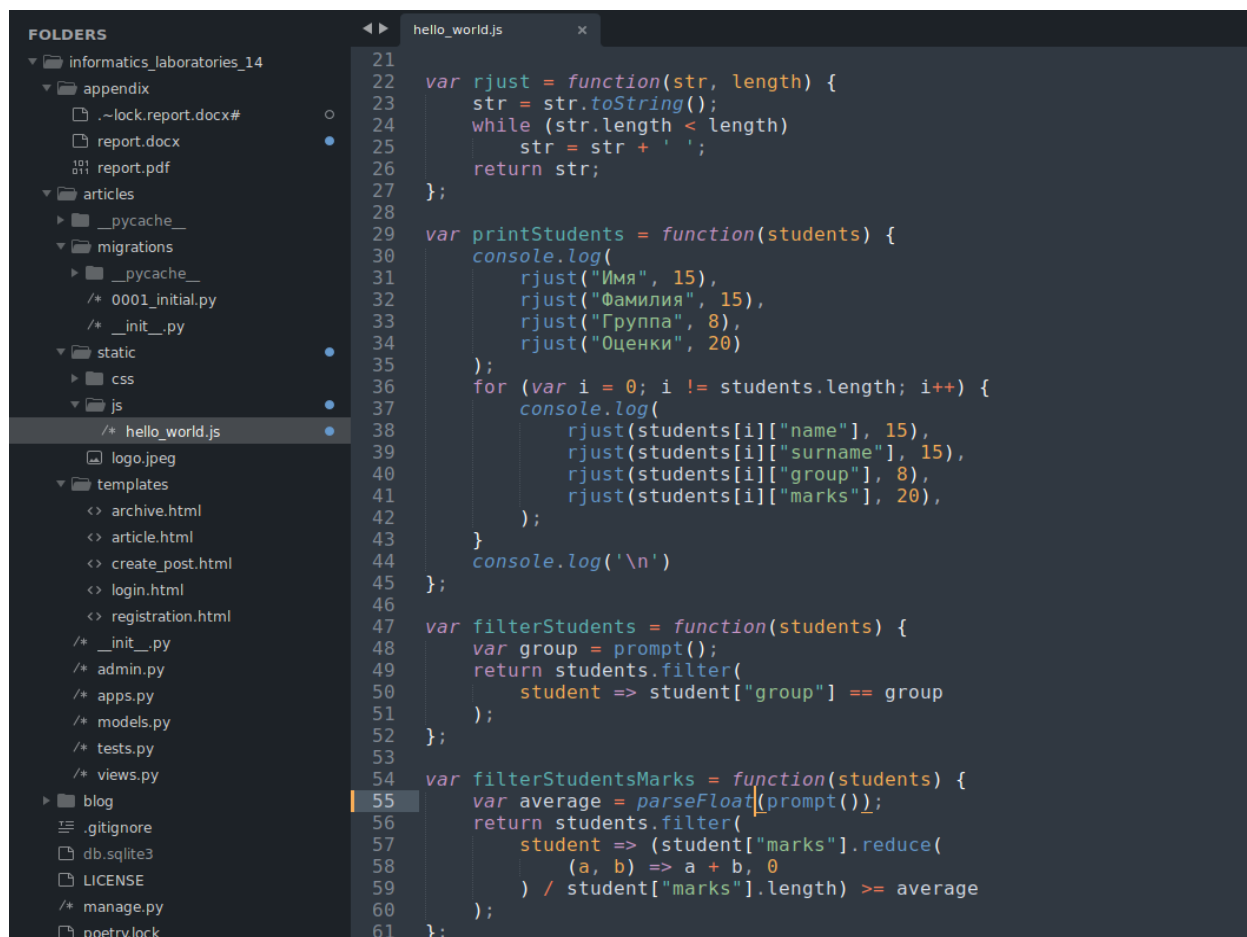 FOLDERS
informatics_laboratories_14
appendix
.~lock.report.docx#
report.docx
report.pdf
articles
__pycache__
migrations
__pycache__
/* 0001_initial.py
/* __init__.py
static
css
js
/* hello_world.js
logo.jpeg
templates
<> archive.html
<> article.html
<> create_post.html
<> login.html
<> registration.html
/* __init__.py
/* admin.py
/* apps.py
/* models.py
/* tests.py
/* views.py
blog
.gitignore
db.sqlite3
LICENSE
/* manage.py
poetry.lock
hello_world.js ×
21
22 var rjust = function(str, length) {
23     str = str.toString();
24     while (str.length < length)
25         str = str + ' ';
26     return str;
27 };
28
29 var printStudents = function(students) {
30     console.log(
31         rjust("Имя", 15),
32         rjust("Фамилия", 15),
33         rjust("Группа", 8),
34         rjust("Оценки", 20)
35     );
36     for (var i = 0; i != students.length; i++) {
37         console.log(
38             rjust(students[i]["name"], 15),
39             rjust(students[i]["surname"], 15),
40             rjust(students[i]["group"], 8),
41             rjust(students[i]["marks"], 20),
42         );
43     }
44     console.log('\n')
45 };
46
47 var filterStudents = function(students) {
48     var group = prompt();
49     return students.filter(
50         student => student["group"] == group
51     );
52 };
53
54 var filterStudentsMarks = function(students) {
55     var average = parseFloat(prompt());
56     return students.filter(
57         student => (student["marks"].reduce(
58             (a, b) => a + b, 0
59         ) / student["marks"].length) >= average
60     );
61 };